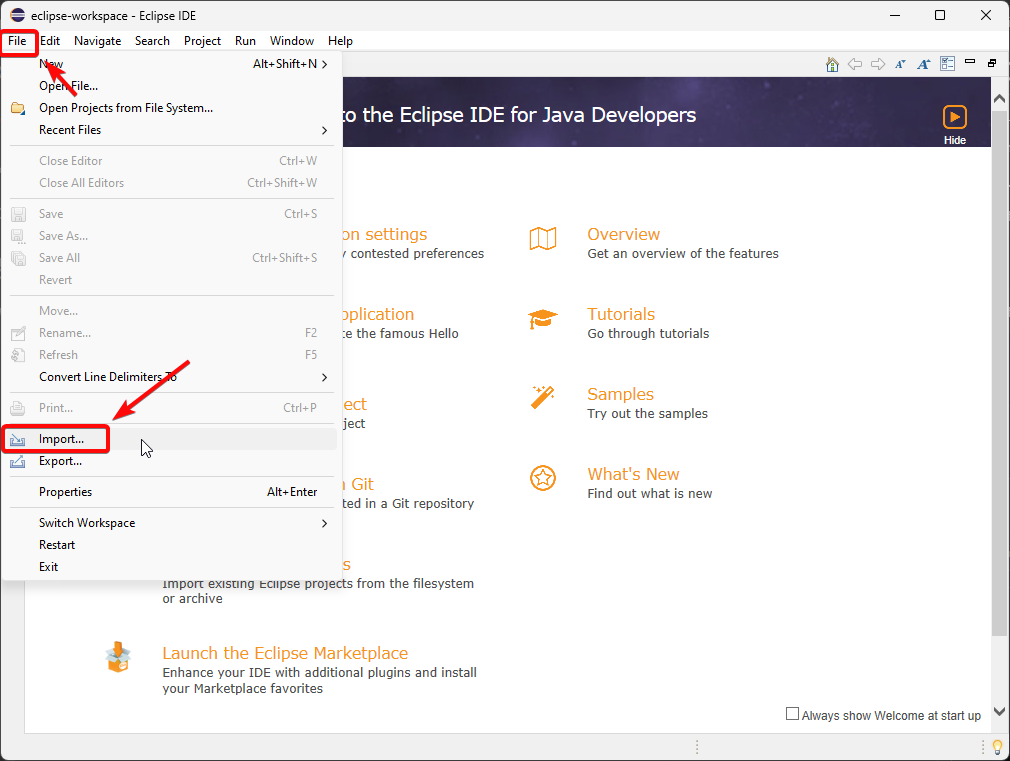 eclipse-workspace - Eclipse IDE
File Edit Navigate Search Project Run Window Help
New Alt+Shift+N
Open File...
Open Projects from File System...
Recent Files
Close Editor Ctrl+W
Close All Editors Ctrl+Shift+W
Save Ctrl+S
Save As...
Save All Ctrl+Shift+S
Revert
Move...
Rename... F2
Refresh F5
Convert Line Delimiters To
Print... Ctrl+P
Import...
Export...
Properties Alt+Enter
Switch Workspace
Restart
Exit
to the Eclipse IDE for Java Developers
Hide
on settings
y contested preferences
pplication
te the famous Hello
ect
ject
Git
ted in a Git repository
s
Import existing Eclipse projects from the filesystem
or archive
Launch the Eclipse Marketplace
Enhance your IDE with additional plugins and install
your Marketplace favorites
Overview
Get an overview of the features
Tutorials
Go through tutorials
Samples
Try out the samples
What's New
Find out what is new
Always show Welcome at start up